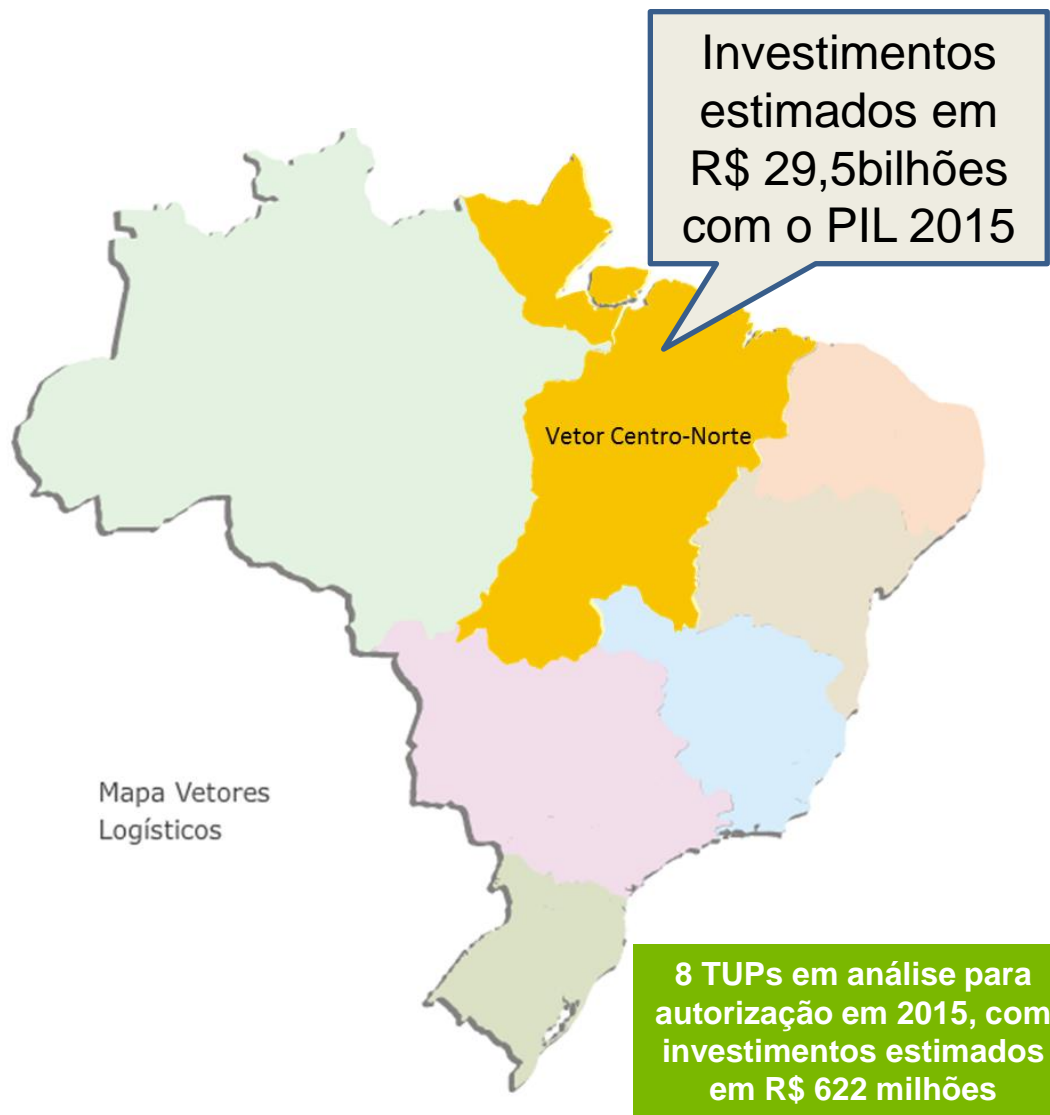 Investimentos
estimados em
R$ 29,5bilhões
com o PIL 2015
Vetor Centro-Norte
Mapa Vetores
Logísticos
8 TUPs em análise para
autorização em 2015, com
investimentos estimados
em R$ 622 milhões